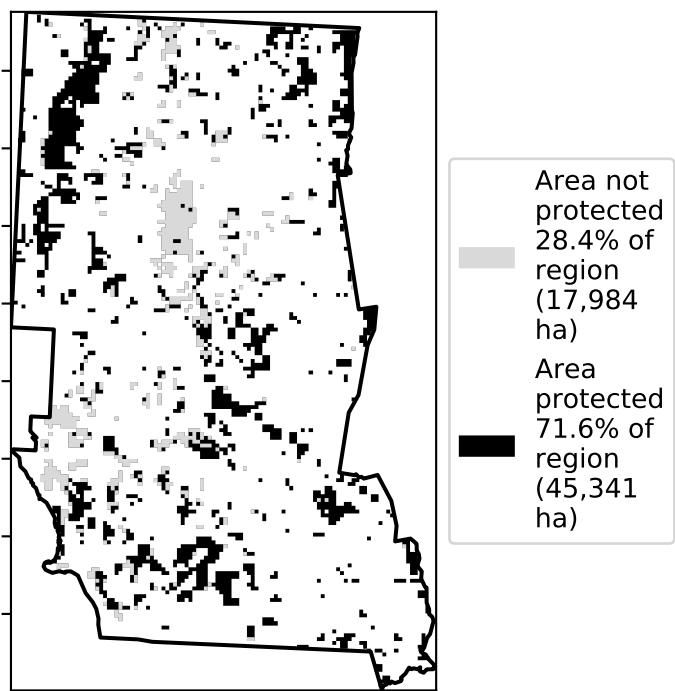 Area not
protected
28.4% of
region
(17,984
ha)
Area
protected
71.6% of
region
(45,341
ha)